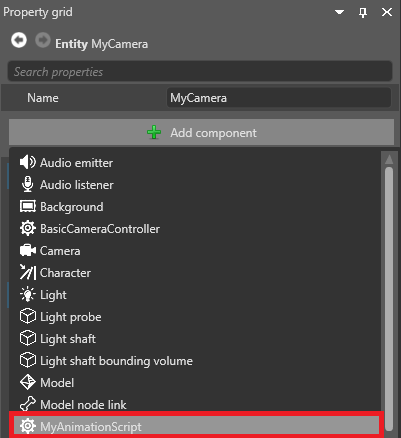 Property grid
Entity MyCamera
Search properties
Name MyCamera
Add component
Audio emitter
Audio listener
Background
BasicCameraController
Camera
Character
Light
Light probe
Light shaft
Light shaft bounding volume
Model
Model node link
MyAnimationScript